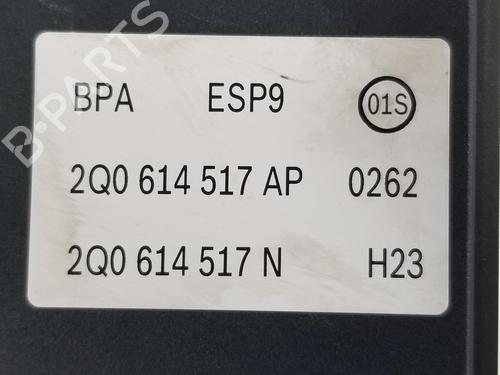 B-PARTS
BPA ESP9 01S
2Q0 614 517 AP 0262
2Q0 614 517 N H23